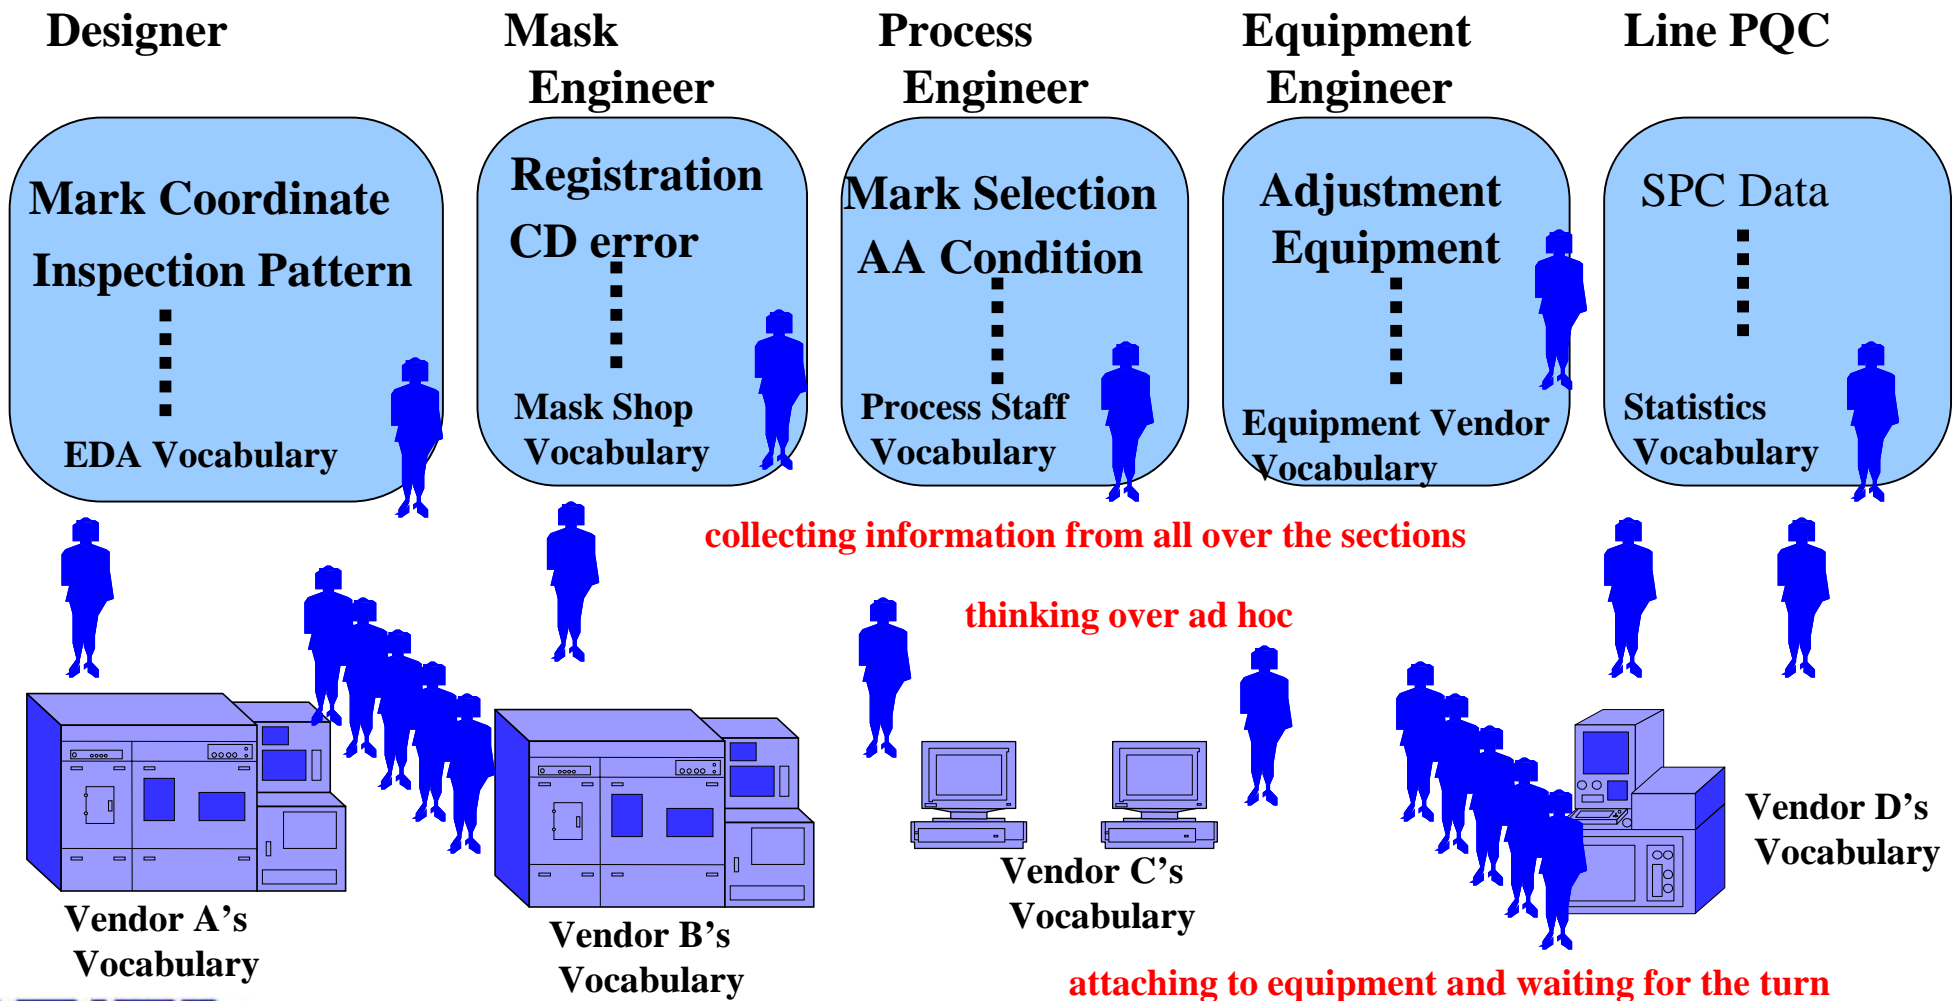 Designer
Mask
Engineer
Process
Engineer
Equipment
Engineer
Line PQC
Mark Coordinate
Inspection Pattern
EDA Vocabulary
Registration
CD error
Mask Shop
Vocabulary
Mark Selection
AA Condition
Process Staff
Vocabulary
Adjustment
Equipment
Equipment Vendor
Vocabulary
SPC Data
Statistics
Vocabulary
collecting information from all over the sections
thinking over ad hoc
Vendor A's
Vocabulary
Vendor B's
Vocabulary
Vendor C's
Vocabulary
Vendor D's
Vocabulary
attaching to equipment and waiting for the turn